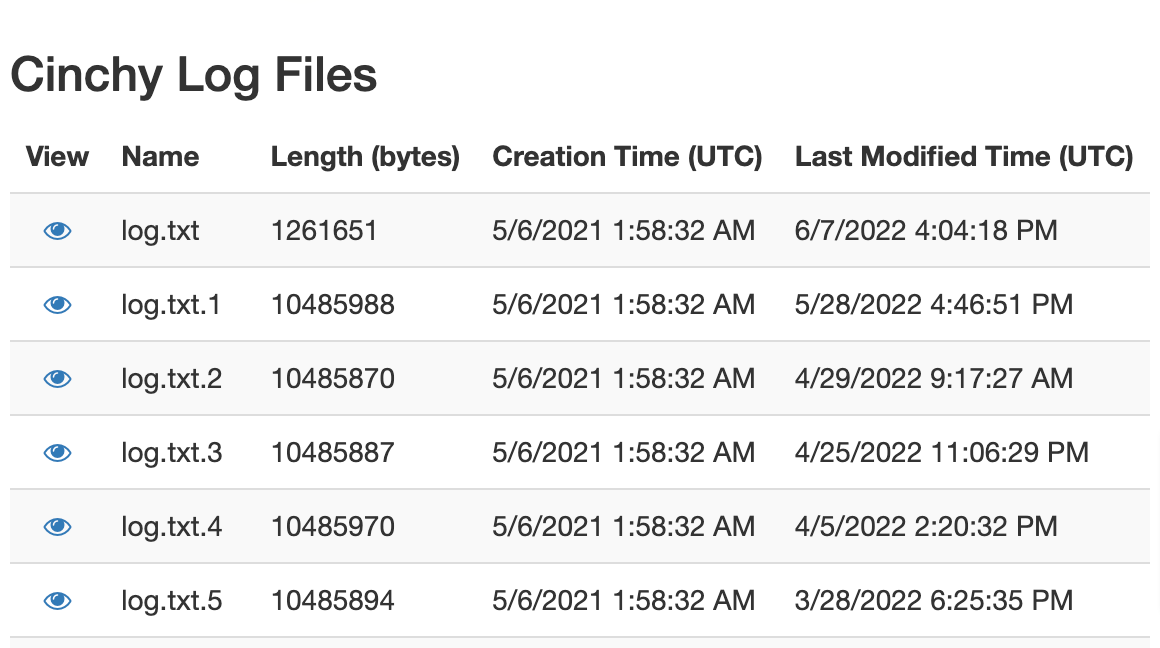 Cinchy Log Files
View Name Length (bytes) Creation Time (UTC) Last Modified Time (UTC)
log.txt 1261651 5/6/2021 1:58:32 AM 6/7/2022 4:04:18 PM
log.txt.1 10485988 5/6/2021 1:58:32 AM 5/28/2022 4:46:51 PM
log.txt.2 10485870 5/6/2021 1:58:32 AM 4/29/2022 9:17:27 AM
log.txt.3 10485887 5/6/2021 1:58:32 AM 4/25/2022 11:06:29 PM
log.txt.4 10485970 5/6/2021 1:58:32 AM 4/5/2022 2:20:32 PM
log.txt.5 10485894 5/6/2021 1:58:32 AM 3/28/2022 6:25:35 PM